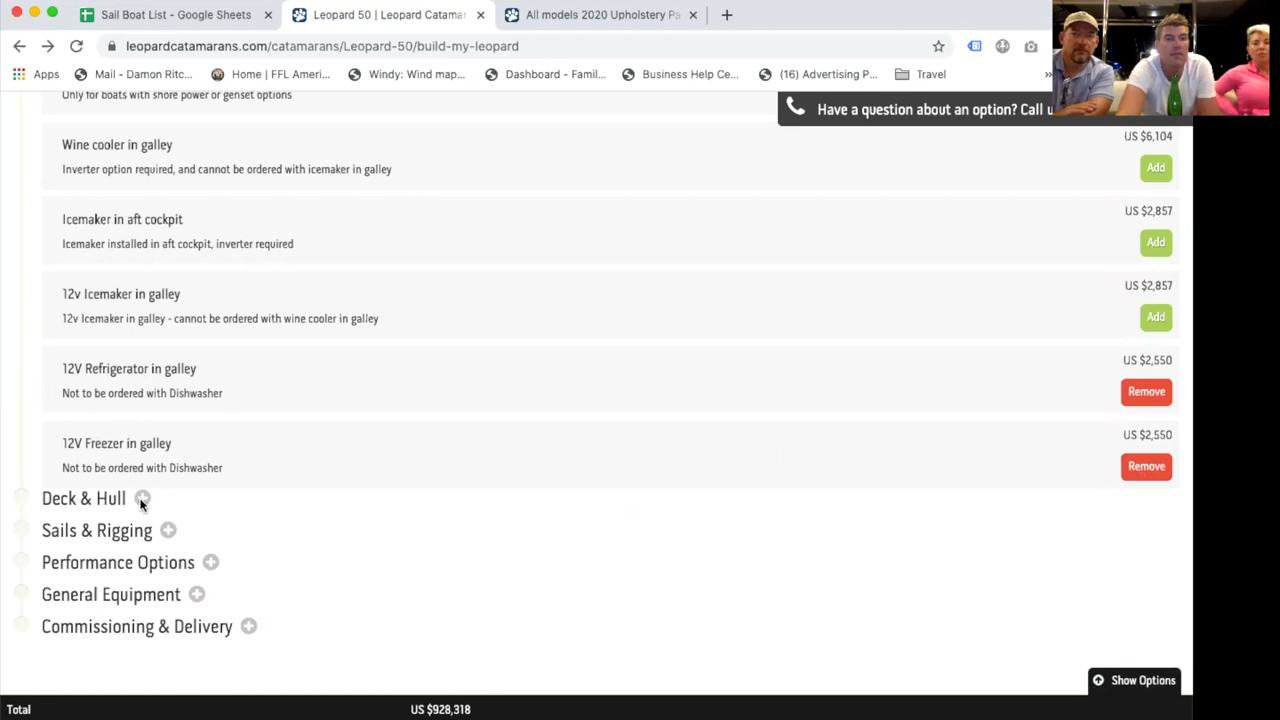 Sail Boat List - Google Sheets
Leopard 50 | Leopard Catamar
All models 2020 Upholstery Pa
leopardcatamarans.com/catamarans/Leopard-50/build-my-leopard
Apps
Mail - Damon Ritc...
Home | FFL Ameri...
Windy: Wind map...
Dashboard - Famil...
Business Help Ce...
(16) Advertising P...
Travel
»
Only for boats with shore power or genset options
Have a question about an option? Call u
Wine cooler in galley
US $6,104
Inverter option required, and cannot be ordered with icemaker in galley
Add
Icemaker in aft cockpit
US $2,857
Icemaker installed in aft cockpit, inverter required
Add
12v Icemaker in galley
US $2,857
12v Icemaker in galley - cannot be ordered with wine cooler in galley
Add
12V Refrigerator in galley
US $2,550
Not to be ordered with Dishwasher
Remove
12V Freezer in galley
US $2,550
Not to be ordered with Dishwasher
Remove
Deck & Hull
Sails & Rigging
Performance Options
General Equipment
Commissioning & Delivery
Show Options
Total US $928,318